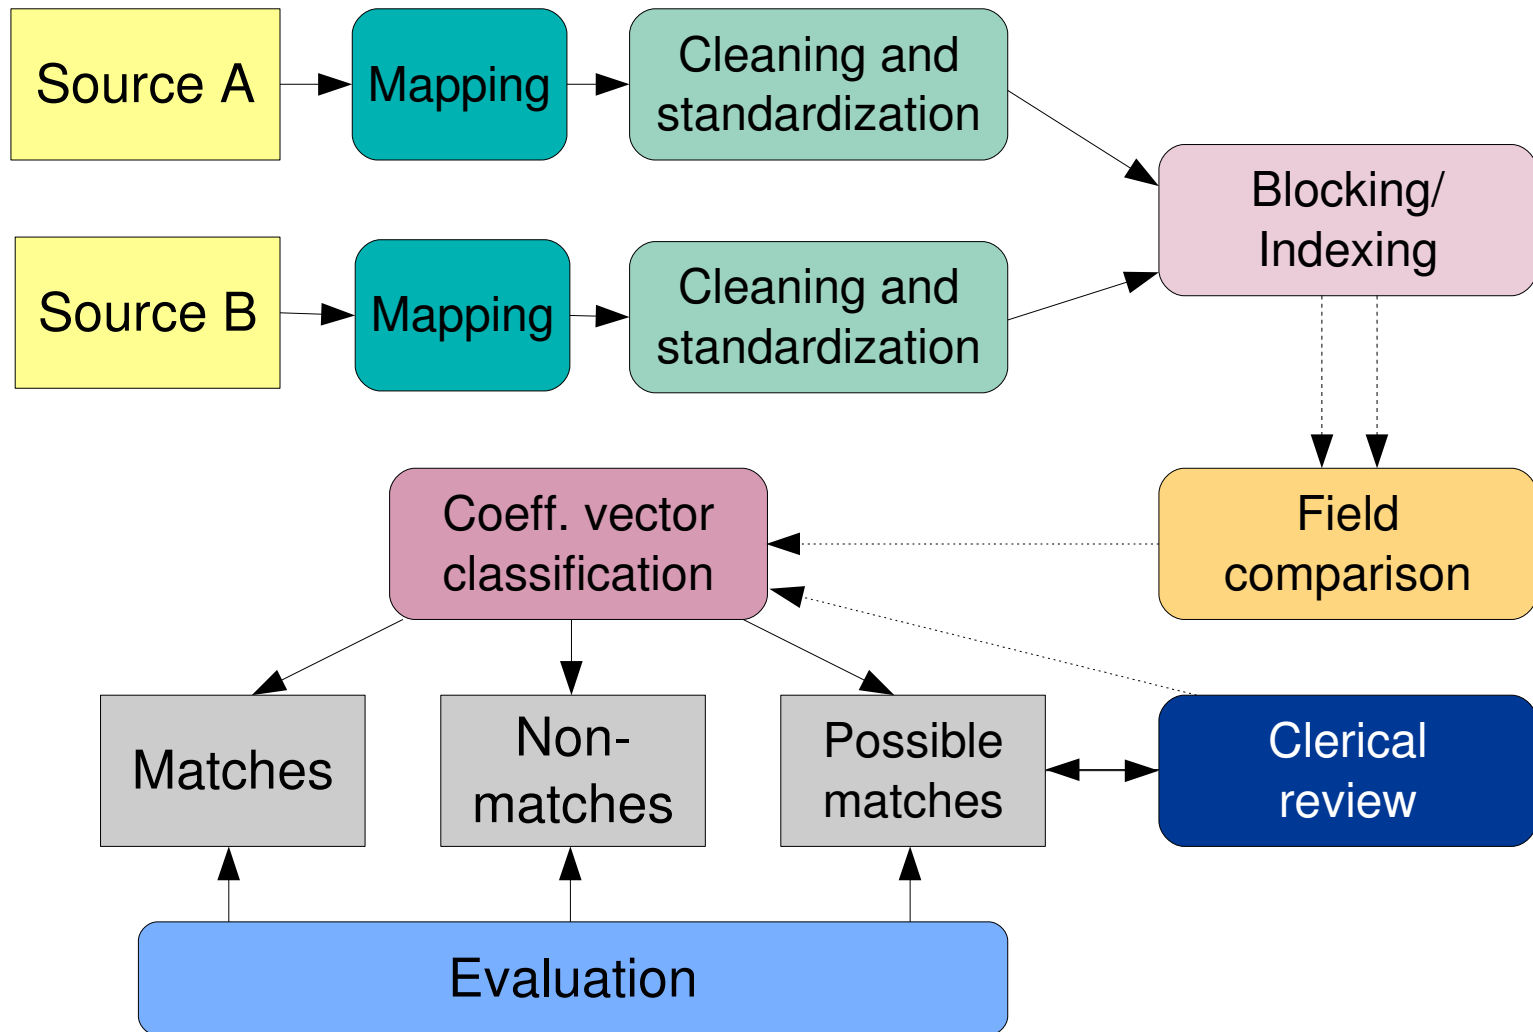 Source A
Mapping
Cleaning and
standardization
Blocking/
Indexing
Source B
Mapping
Cleaning and
standardization
Coeff. vector
classification
Field
comparison
Matches
Non-
matches
Possible
matches
Clerical
review
Evaluation